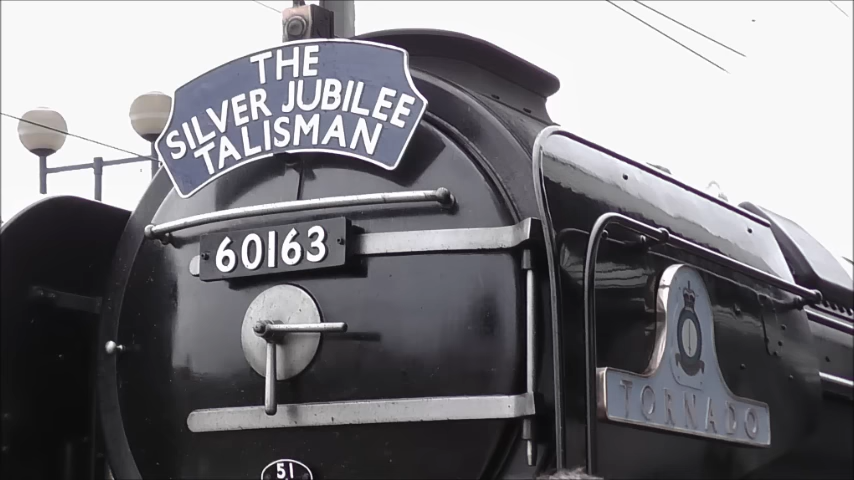 THE
SILVER JUBILEE
TALISMAN
60163
TORNADO
51